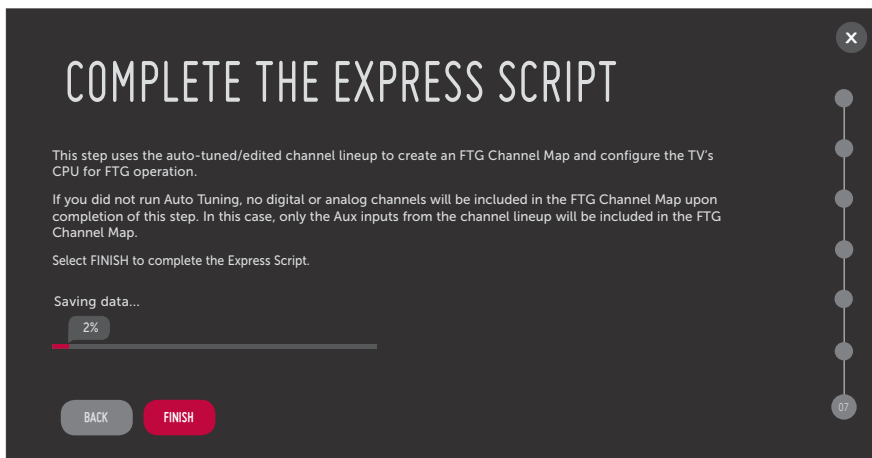 COMPLETE THE EXPRESS SCRIPT
This step uses the auto-tuned/edited channel lineup to create an FTG Channel Map and configure the TV's
CPU for FTG operation.
If you did not run Auto Tuning, no digital or analog channels will be included in the FTG Channel Map upon
completion of this step. In this case, only the Aux inputs from the channel lineup will be included in the FTG
Channel Map.
Select FINISH to complete the Express Script.
Saving data...
2%
BACK
FINISH
07